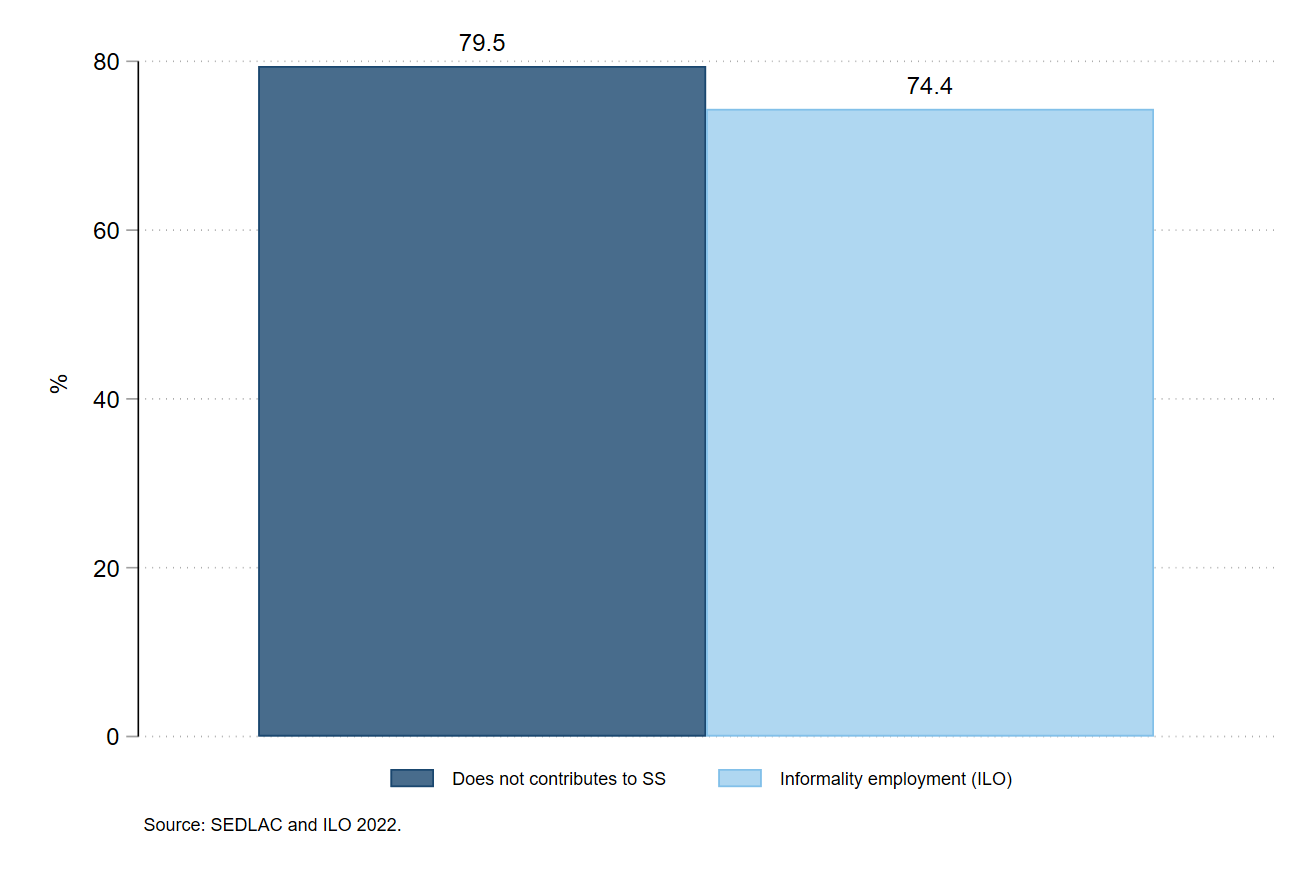 79.5
74.4
80
60
40
20
0
%
Does not contributes to SS
Informality employment (ILO)
Source: SEDLAC and ILO 2022.